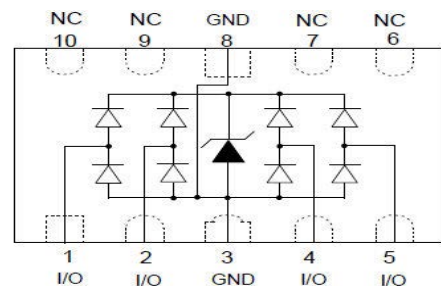 NC NC GND NC NC
10 9 8 7 6
1 2 3 4 5
I/O I/O GND I/O I/O